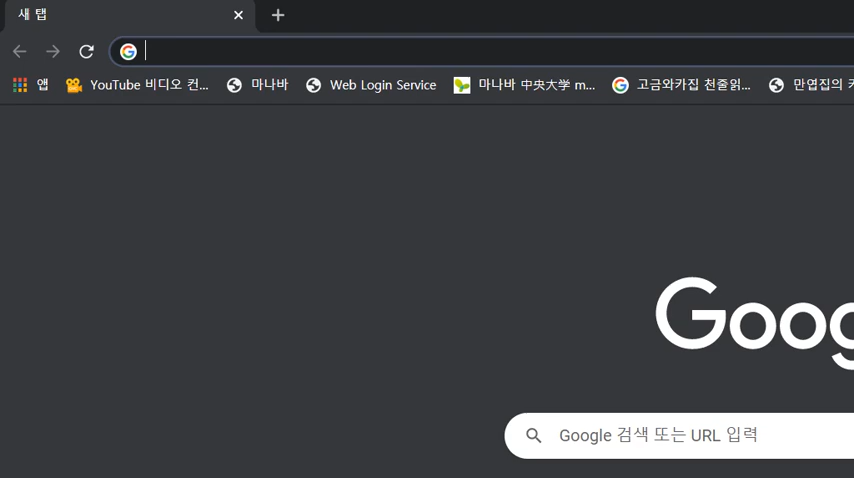 새 탭
앱 YouTube 비디오 컨... 마나바 Web Login Service 마나바 中央大学 m... 고금와카집 천줄읽... 만엽집의
Goog
Google 검색 또는 URL 입력